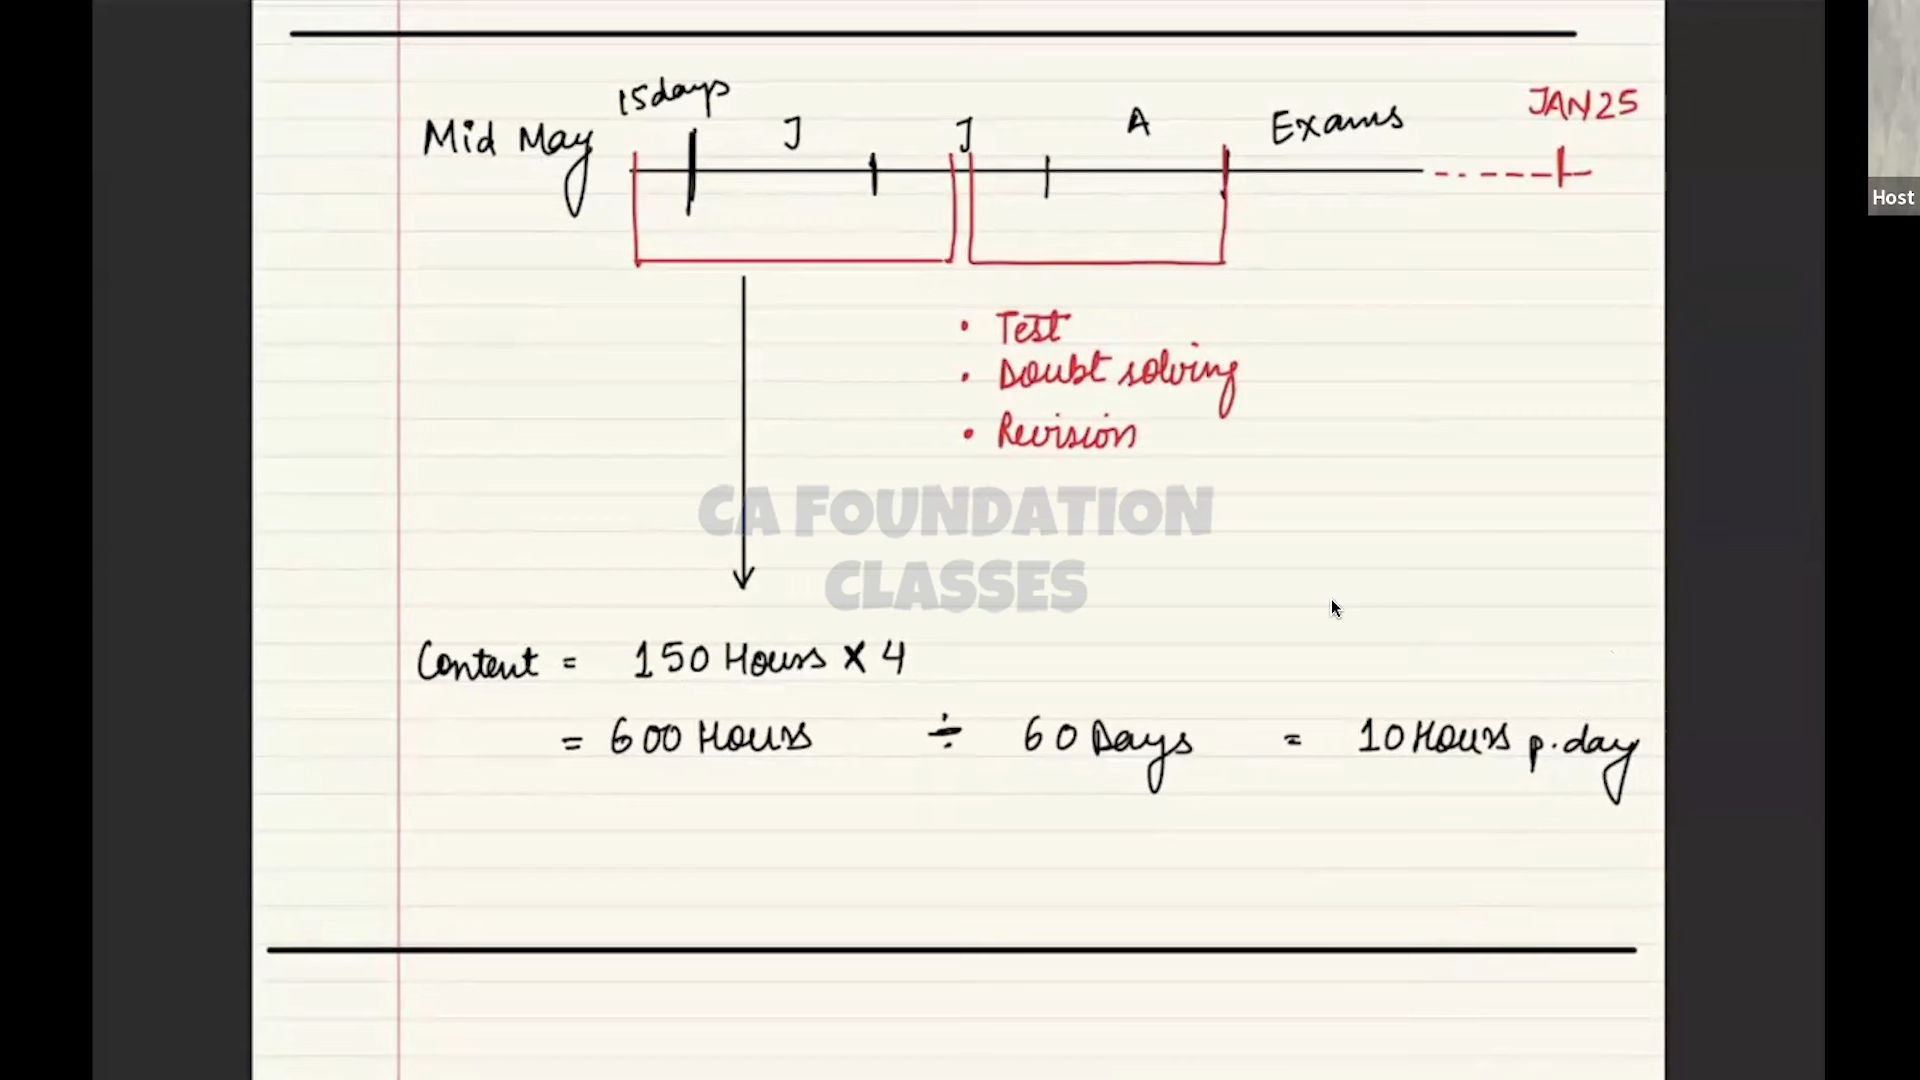 15days
Mid May J J A Exams JAN25
Host
• Test
• Doubt solving
• Revision
CA FOUNDATION
CLASSES
Content = 150 Hours X 4
= 600 Hours ÷ 60 Days = 10 Hours p.day